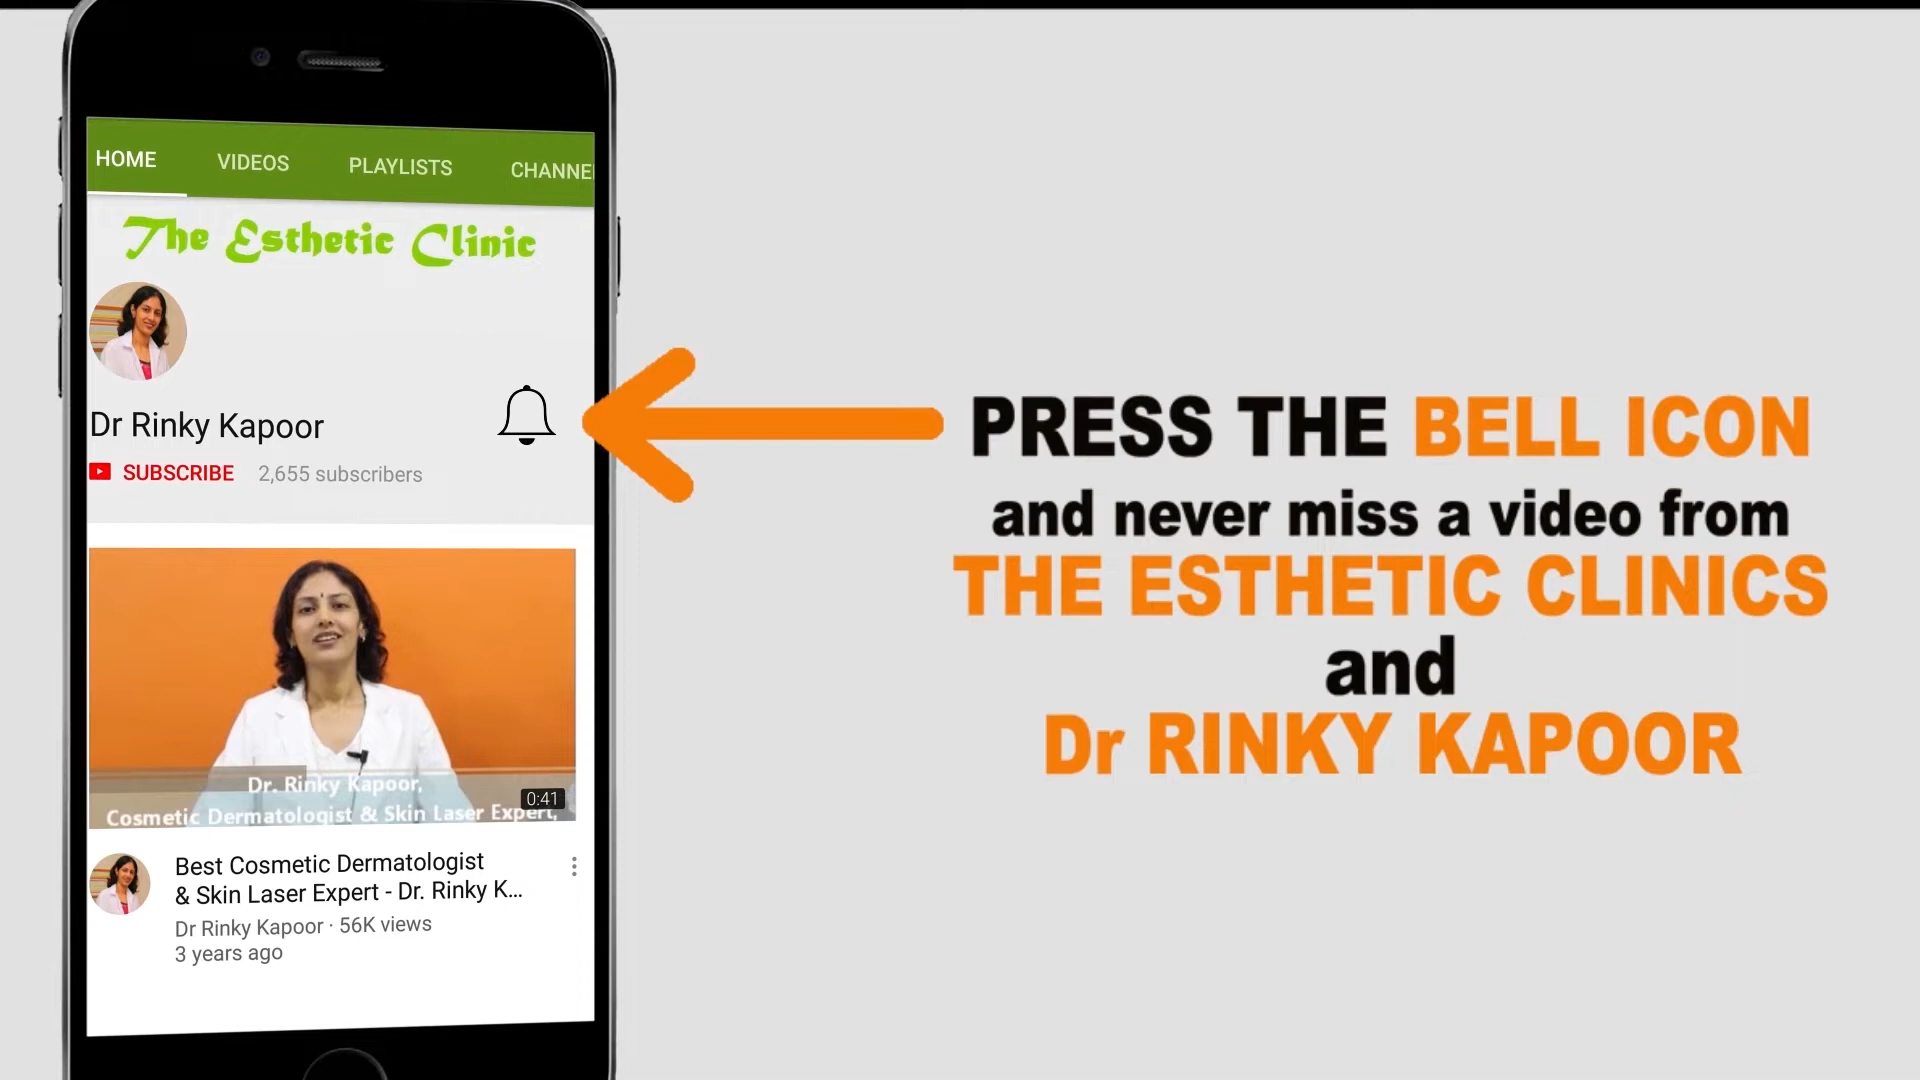 HOME VIDEOS PLAYLISTS CHANNE
The Esthetic Clinic
Dr Rinky Kapoor
SUBSCRIBE 2,655 subscribers
Dr. Rinky Kapoor,
0:41
Cosmetic Dermatologist & Skin Laser Expert,
Best Cosmetic Dermatologist
& Skin Laser Expert - Dr. Rinky K...
Dr Rinky Kapoor · 56K views
3 years ago
PRESS THE BELL ICON
and never miss a video from
THE ESTHETIC CLINICS
and
Dr RINKY KAPOOR